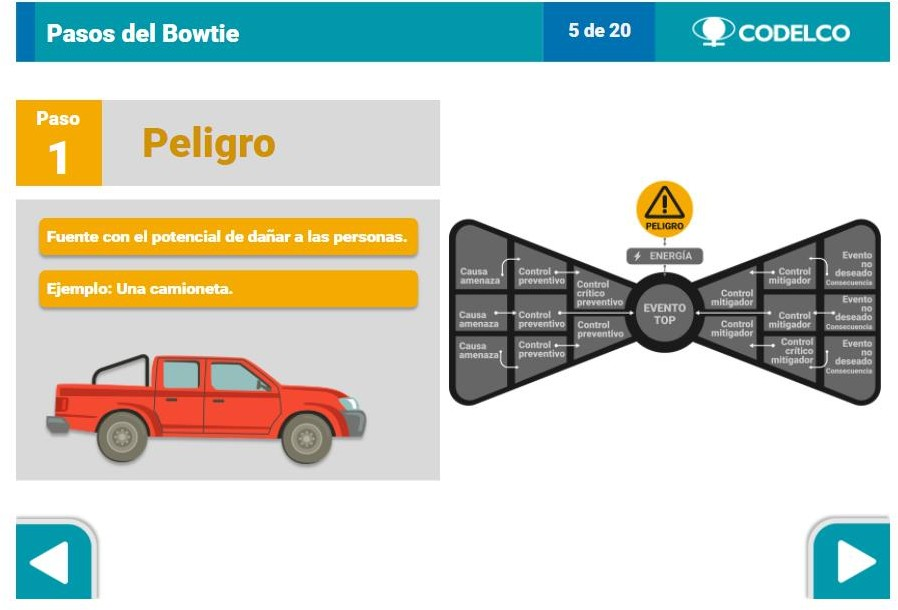 Pasos del Bowtie
5 de 20
CODELCO
Paso
1
Peligro
Fuente con el potencial de dañar a las personas.
Ejemplo: Una camioneta.
PELIGRO
ENERGÍA
EVENTO
TOP
Causa
amenaza
Control
preventivo
Control
crítico
preventivo
Causa
amenaza
Control
preventivo
Control
preventivo
Causa
amenaza
Control
preventivo
Control
mitigador
Control
mitigador
Evento
no
deseado
Consecuencia
Control
mitigador
Control
mitigador
Evento
no
deseado
Consecuencia
Control
crítico
mitigador
Evento
no
deseado
Consecuencia